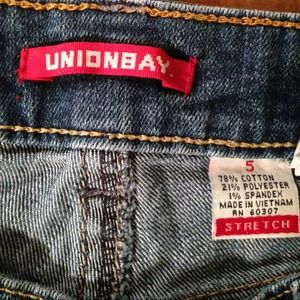 UNIONBAY.
5
78% COTTON
21% POLYESTER
1% SPANDEX
MADE IN VIETNAM
RN 60307
STRETCH